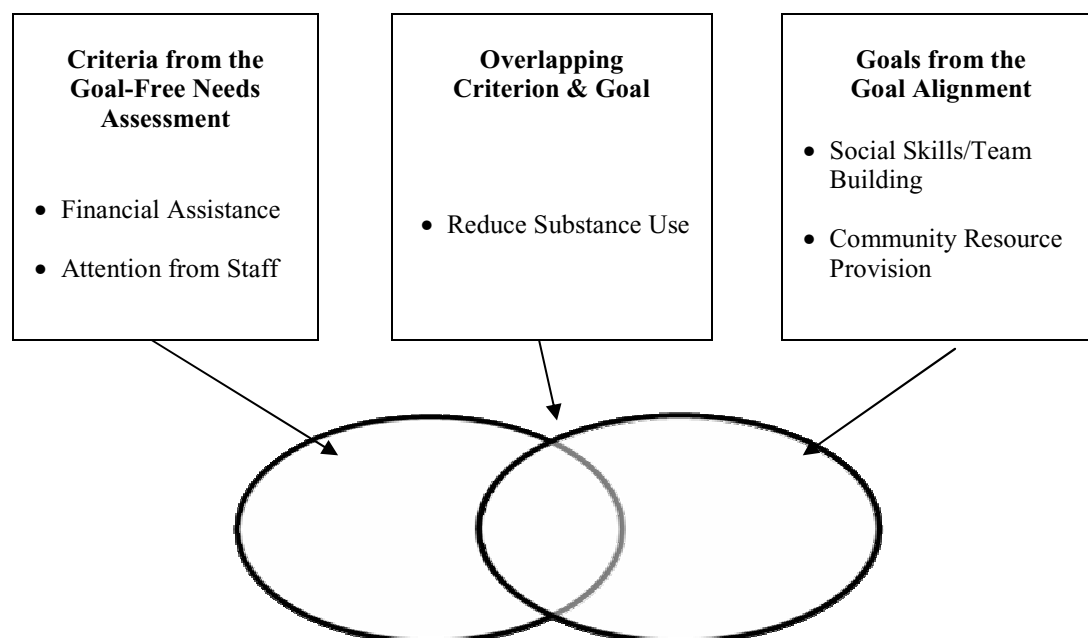 Criteria from the
Goal-Free Needs
Assessment
• Financial Assistance
• Attention from Staff
Overlapping
Criterion & Goal
• Reduce Substance Use
Goals from the
Goal Alignment
• Social Skills/Team
Building
• Community Resource
Provision